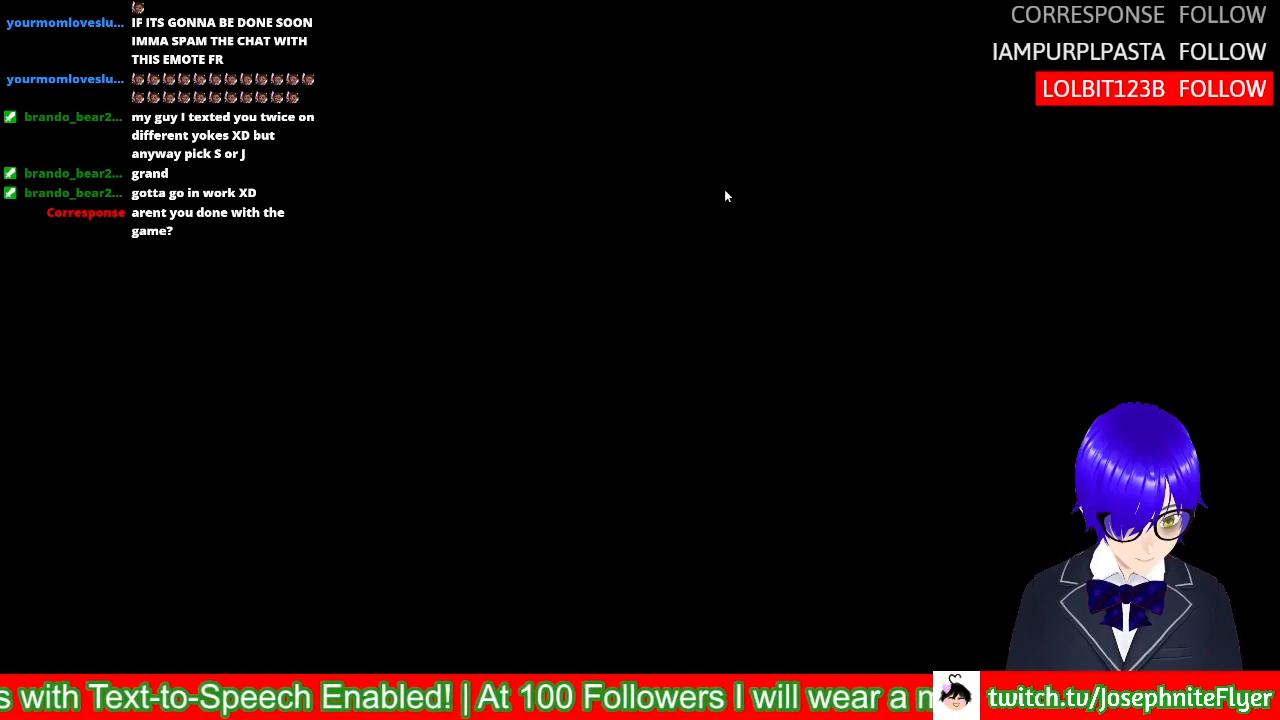 yourmomloveslu... IF ITS GONNA BE DONE SOON
IMMA SPAM THE CHAT WITH
THIS EMOTE FR
yourmomloveslu...
brando_bear2... my guy I texted you twice on
different yokes XD but
anyway pick S or J
brando_bear2... grand
brando_bear2... gotta go in work XD
Corresponse arent you done with the
game?
CORRESPONSE FOLLOW
IAMPURPLPASTA FOLLOW
LOLBIT123B FOLLOW
s with Text-to-Speech Enabled! | At 100 Followers I will wear a m
twitch.tv/JosephniteFlyer